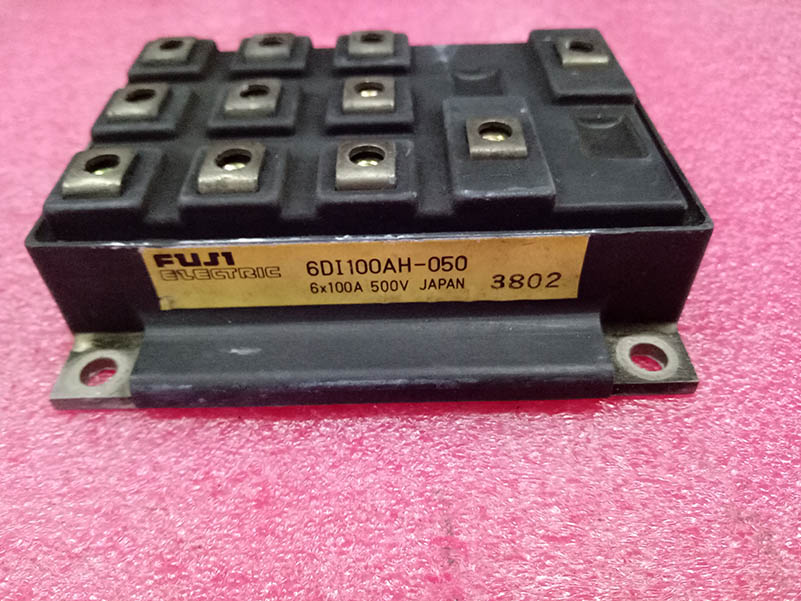 FUJI 6DI100AH-050
ELECTRIC 6x100A 500V JAPAN 3802